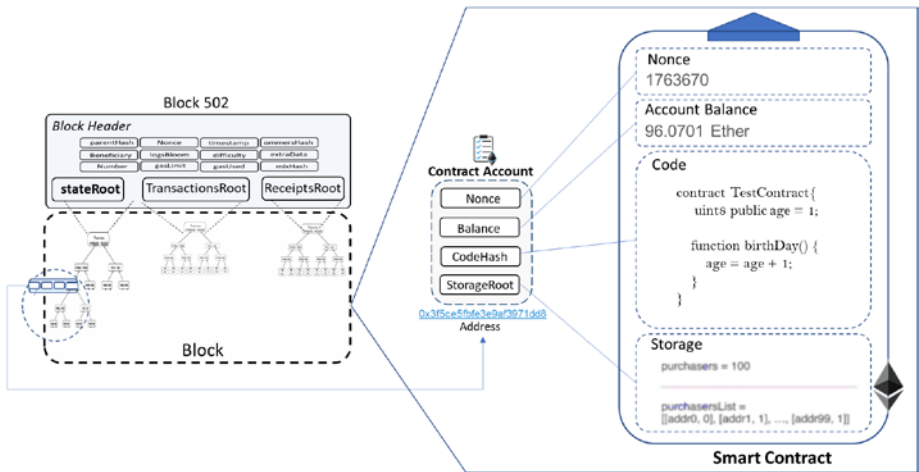 Block 502
Block Header
parentHash Nonce timestamp ommersHash
Beneficiary logsBloom difficulty extraData
Number gasLimit gasUsed mixHash
stateRoot TransactionsRoot ReceiptsRoot
Block
Contract Account
Nonce
Balance
CodeHash
StorageRoot
0x3f5ce5fbfe3e9af3971dd8
Address
Nonce
1763670
Account Balance
96.0701 Ether
Code
contract TestContract{
uint8 public age = 1;
function birthDay() {
age = age + 1;
}
}
Storage
purchasers = 100
purchasersList =
[[addr0, 0], [addr1, 1], ..., [addr99, 1]]
Smart Contract